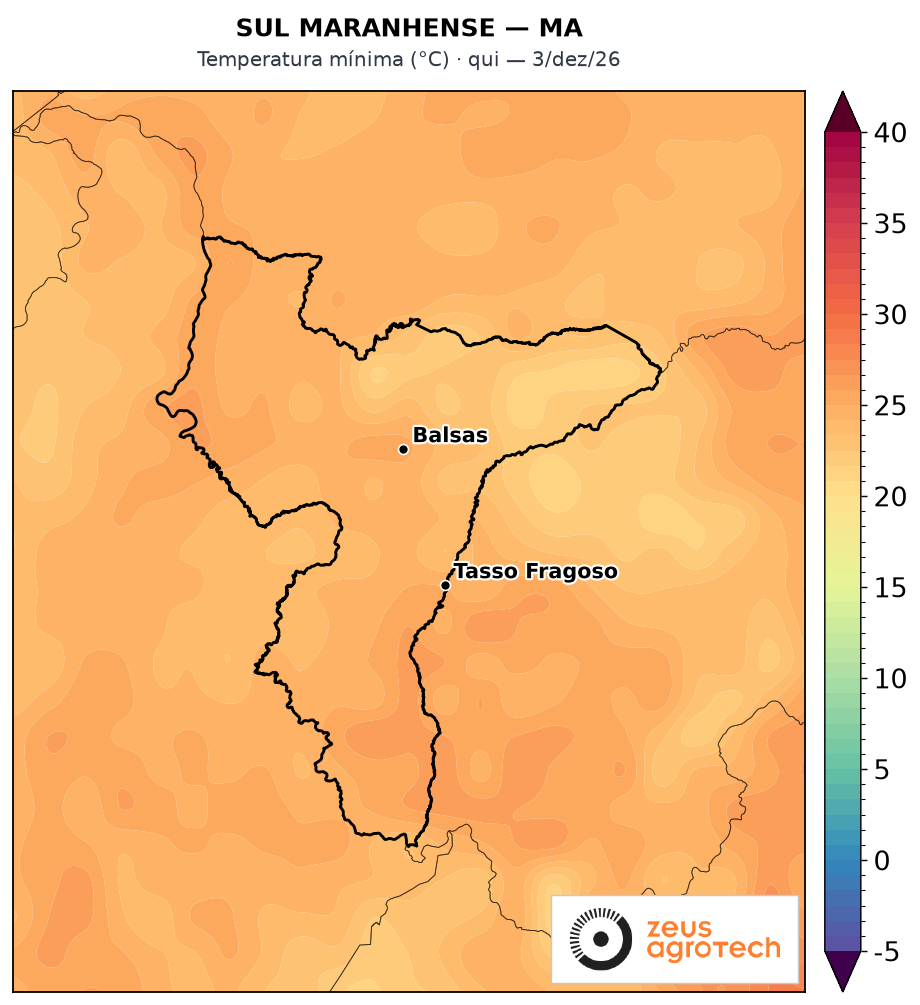 SUL MARANHENSE — MA
Temperatura mínima (°C) · qui — 3/dez/26
40
35
30
25
20
15
10
5
0
-5
Balsas
Tasso Fragoso
zeus
agroTech